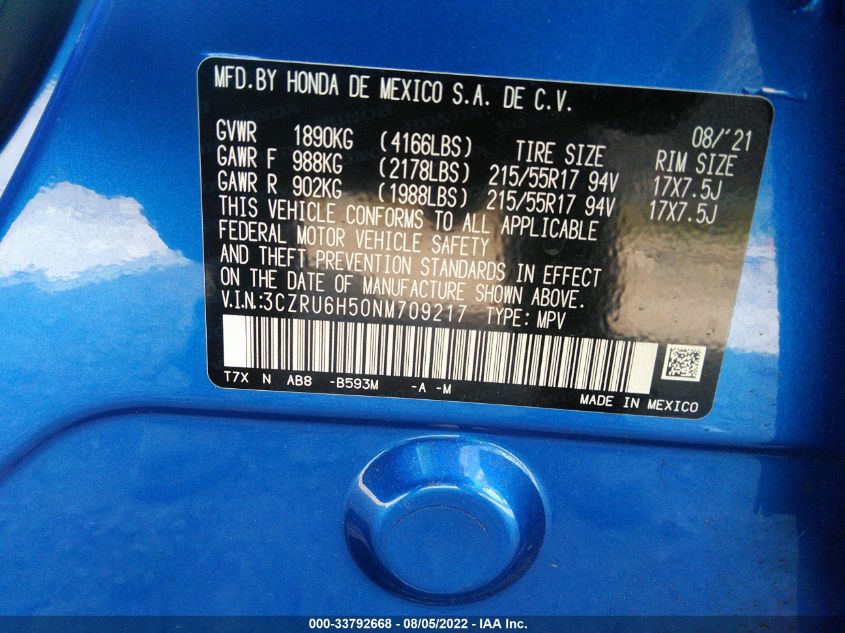 MFD.BY HONDA DE MEXICO S.A. DE C.V.
08/'21
GVWR 1890KG (4166LBS) TIRE SIZE RIM SIZE
GAWR F 988KG (2178LBS) 215/55R17 94V 17X7.5J
GAWR R 902KG (1988LBS) 215/55R17 94V 17X7.5J
THIS VEHICLE CONFORMS TO ALL APPLICABLE
FEDERAL MOTOR VEHICLE SAFETY
AND THEFT PREVENTION STANDARDS IN EFFECT
ON THE DATE OF MANUFACTURE SHOWN ABOVE.
V.I.N.:3CZRU6H50NM709217 TYPE: MPV
T7X N AB8 -B593M -A -M
MADE IN MEXICO
000-33792668 - 08/05/2022 - IAA Inc.